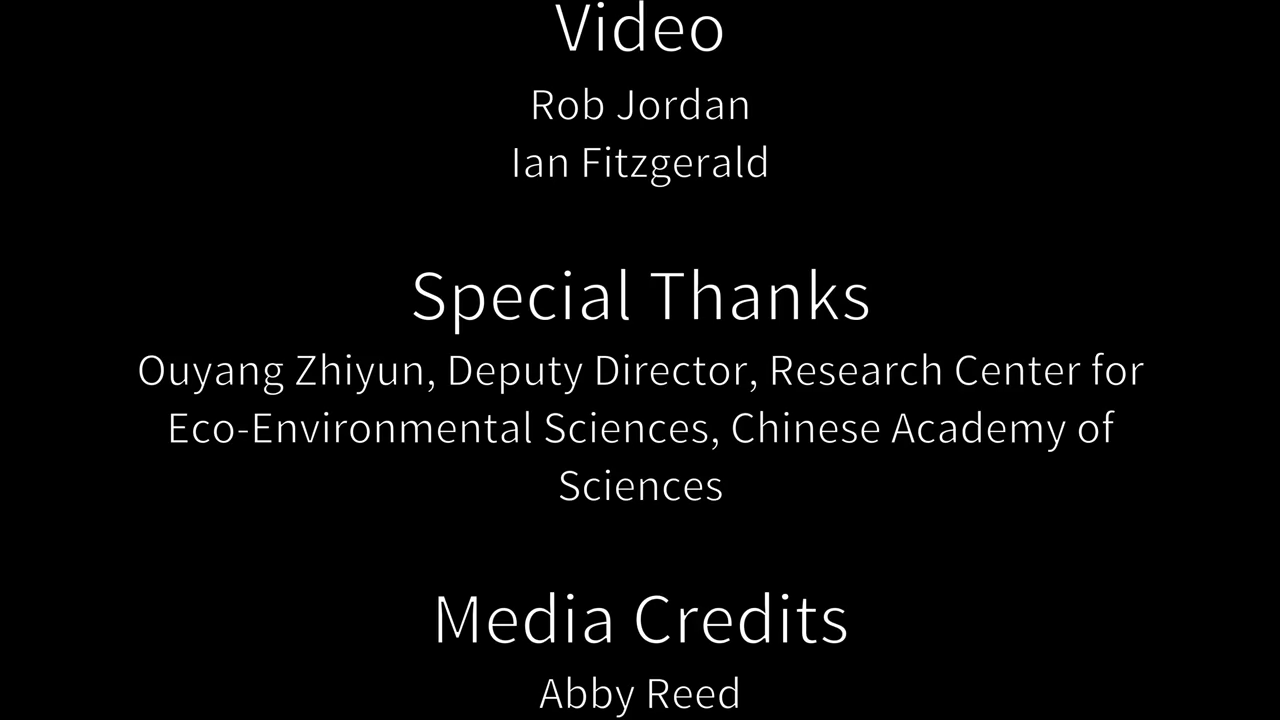 Video
Rob Jordan
Ian Fitzgerald
Special Thanks
Ouyang Zhiyun, Deputy Director, Research Center for
Eco-Environmental Sciences, Chinese Academy of
Sciences
Media Credits
Abby Reed